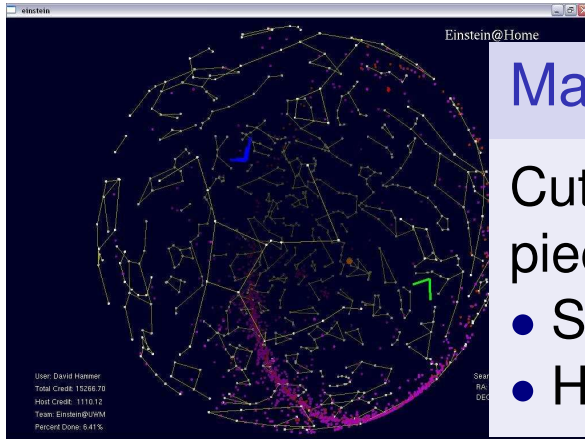 einstein
Einstein@Home
User: David Hammer
Total Credit: 15266.70
Host Credit: 1110.12
Team: Einstein@UWM
Percent Done: 6.41%
Sear
RA:
DEC
Ma
Cut
pie
• S
• H